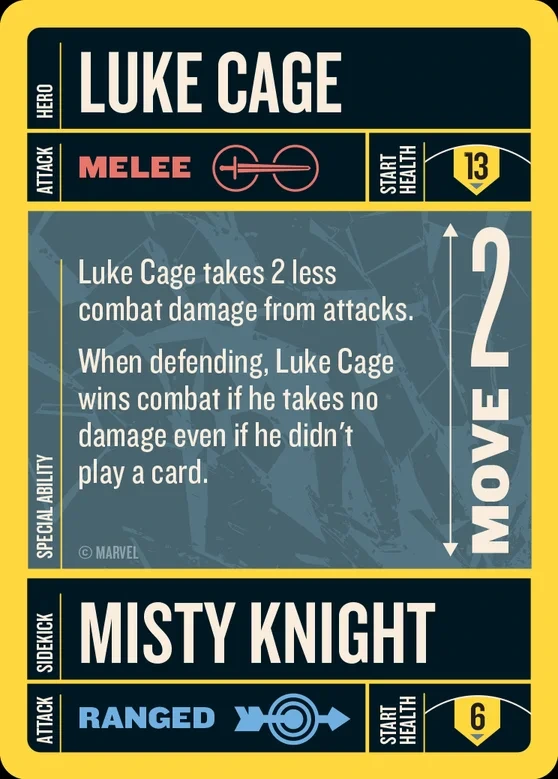 HERO
LUKE CAGE
ATTACK
MELEE
START
HEALTH
13
SPECIAL ABILITY
Luke Cage takes 2 less
combat damage from attacks.
When defending, Luke Cage
wins combat if he takes no
damage even if he didn't
play a card.
© MARVEL
MOVE 2
SIDEKICK
MISTY KNIGHT
ATTACK
RANGED
START
HEALTH
6